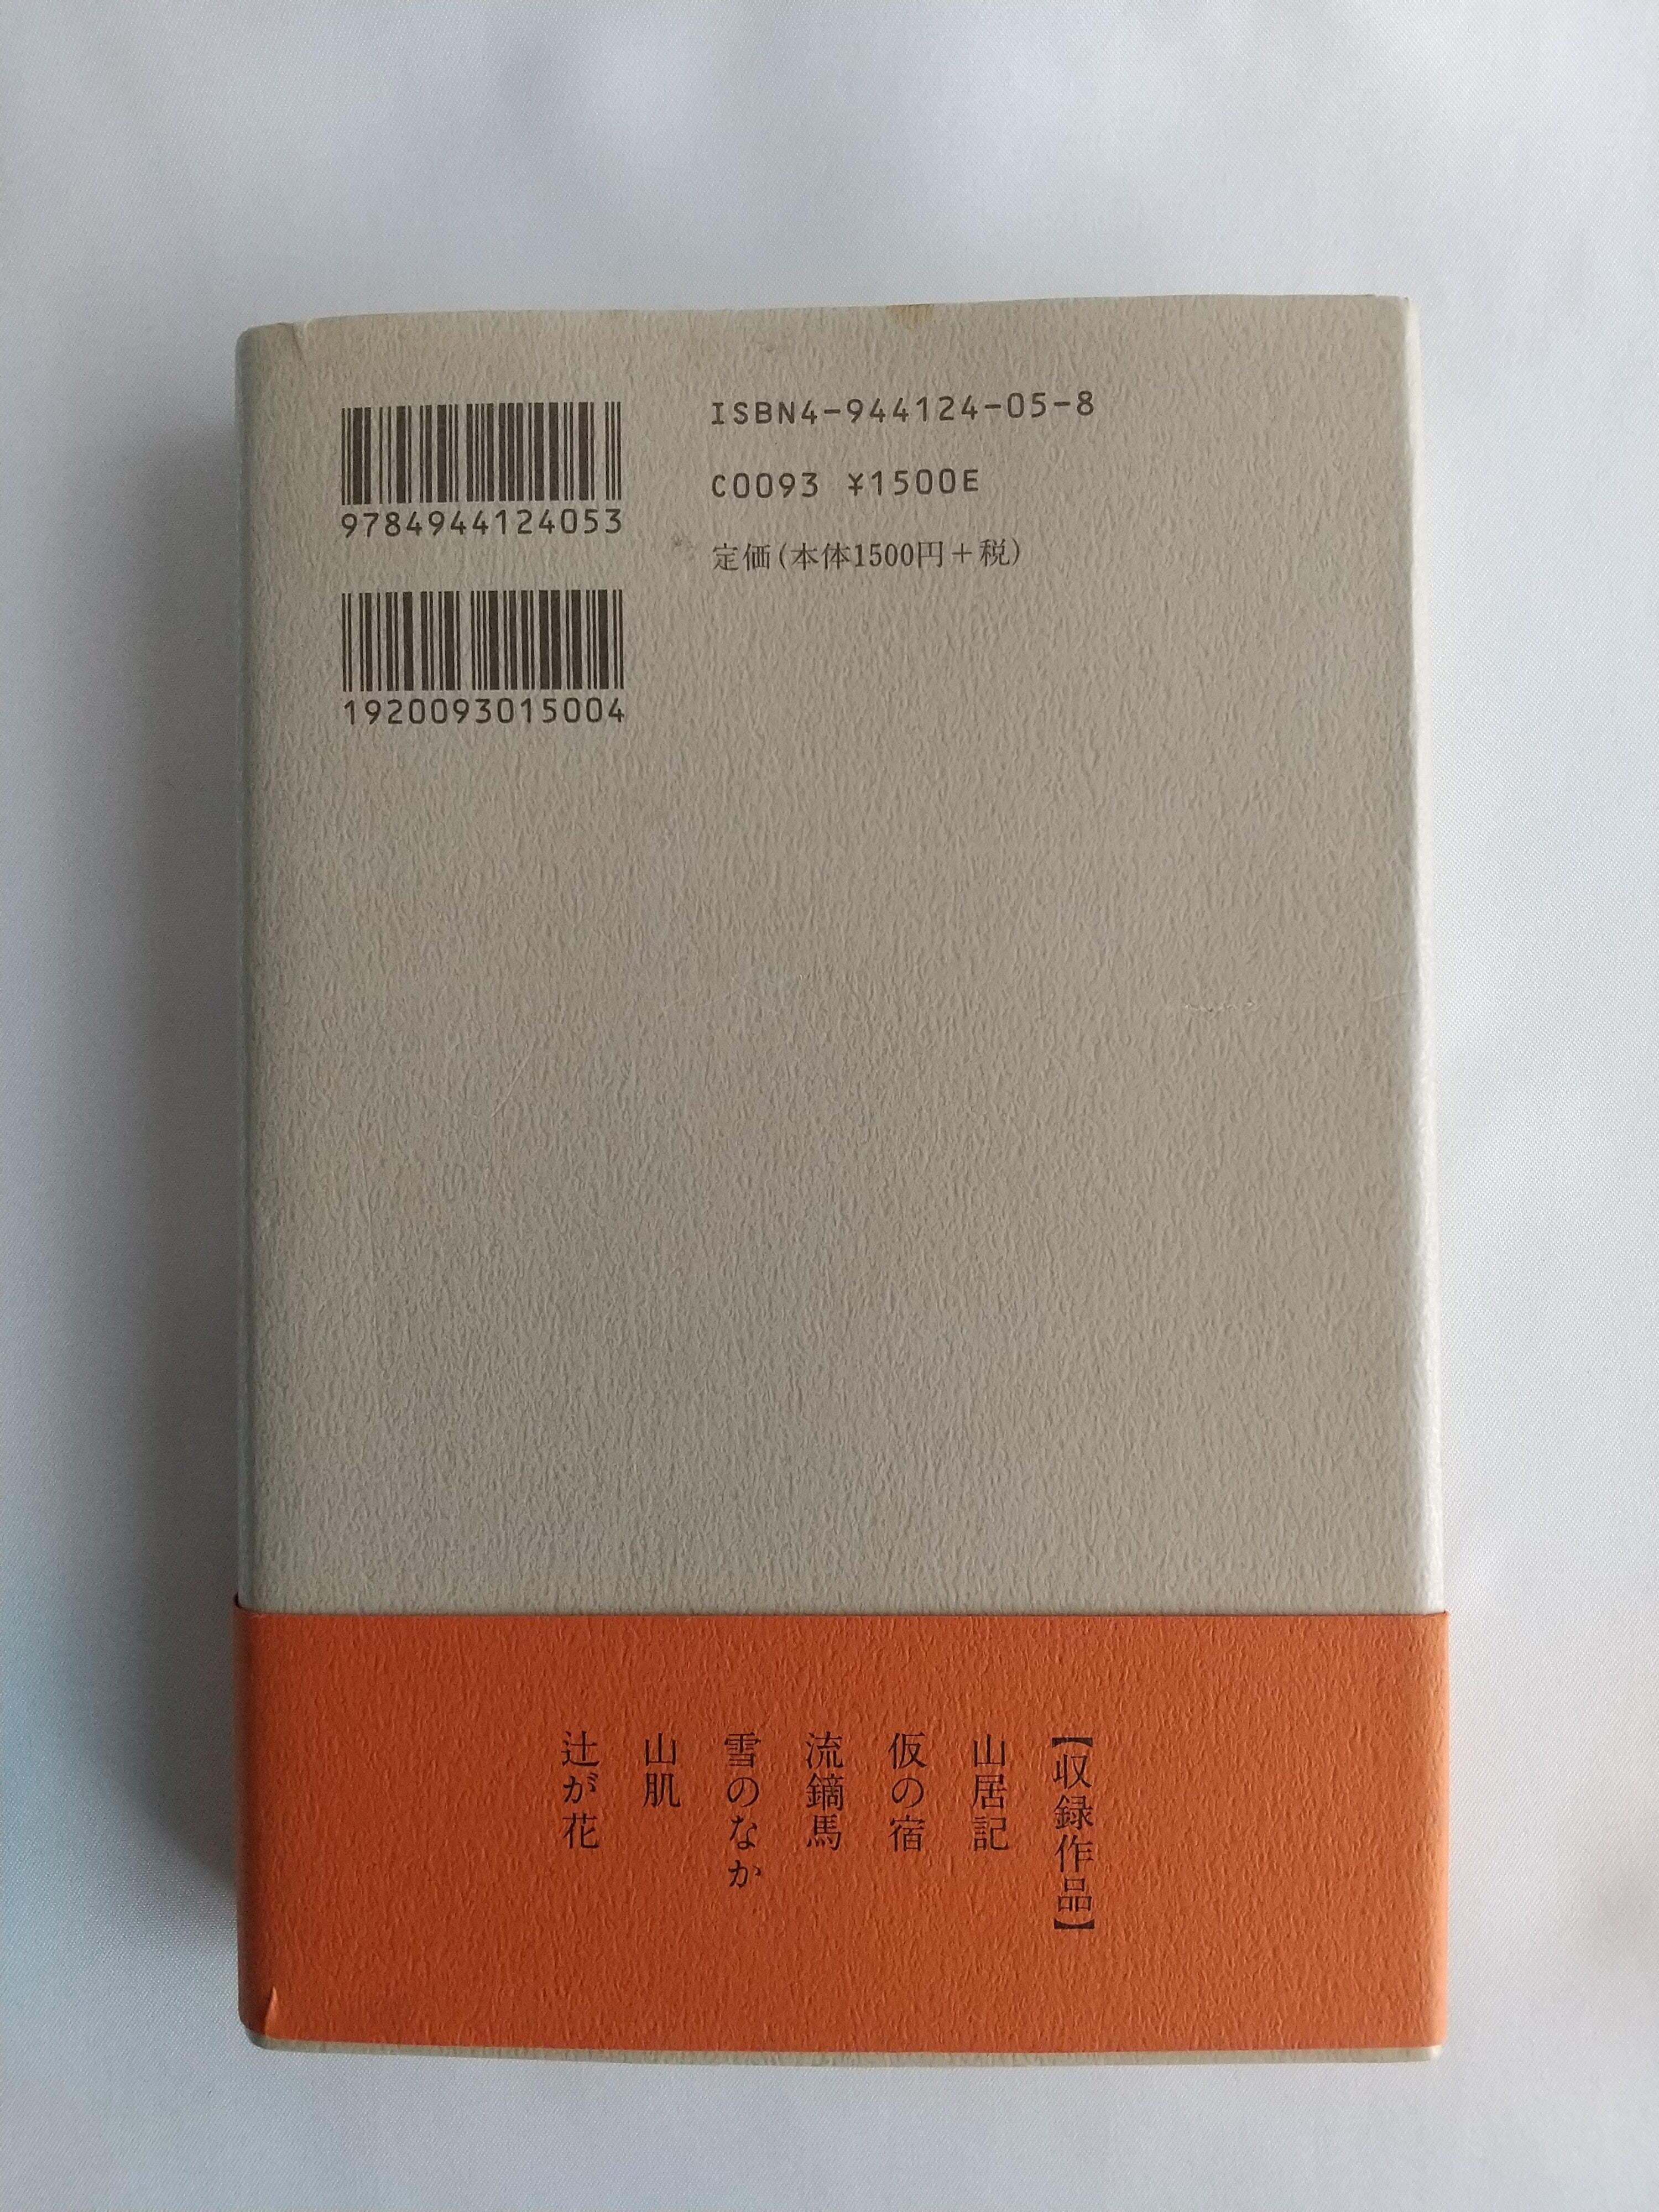 9784944124053
1920093015004
ISBN4-944124-05-8
C0093 ¥1500E
定価(本体1500円+税)
【収録作品】
山居記
仮の宿
流鏑馬
雪のなか
山肌
辻が花